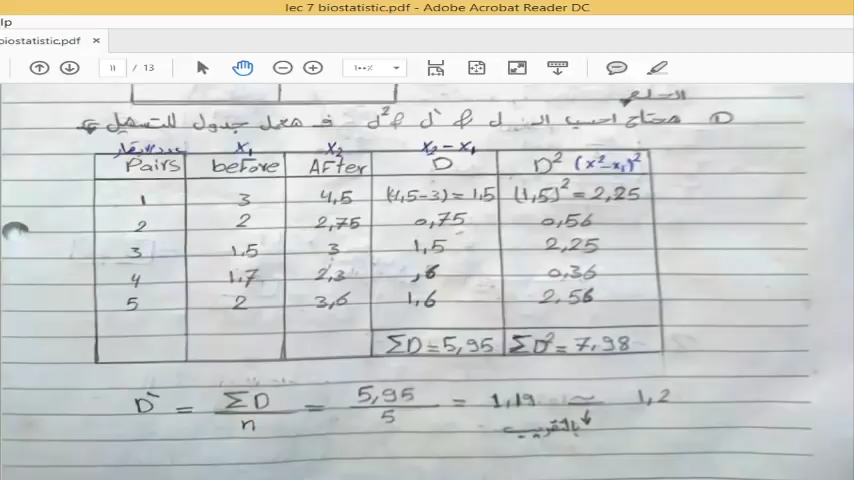 lec 7 biostatistic.pdf - Adobe Acrobat Reader DC
lp
biostatistic.pdf ×
11 / 13
1۰۰%
① محتاج احسب الـ d & d̀ & d² فـ هعمل جدول للتسهيل
X₁ X₂ X₂ - X₁
Pairs before After D D² (x²-x₁)²
1 3 4,5 (4,5-3) = 1,5 (1,5)² = 2,25
2 2 2,75 0,75 0,56
3 1.5 3 1,5 2,25
4 1.7 2,3 ,6 0,36
5 2 3,6 1,6 2,56
ΣD = 5,95 ΣD² = 7,98
D̀ = ΣD / n = 5,95 / 5 = 1,19 ≈ 1,2
بالتقريب